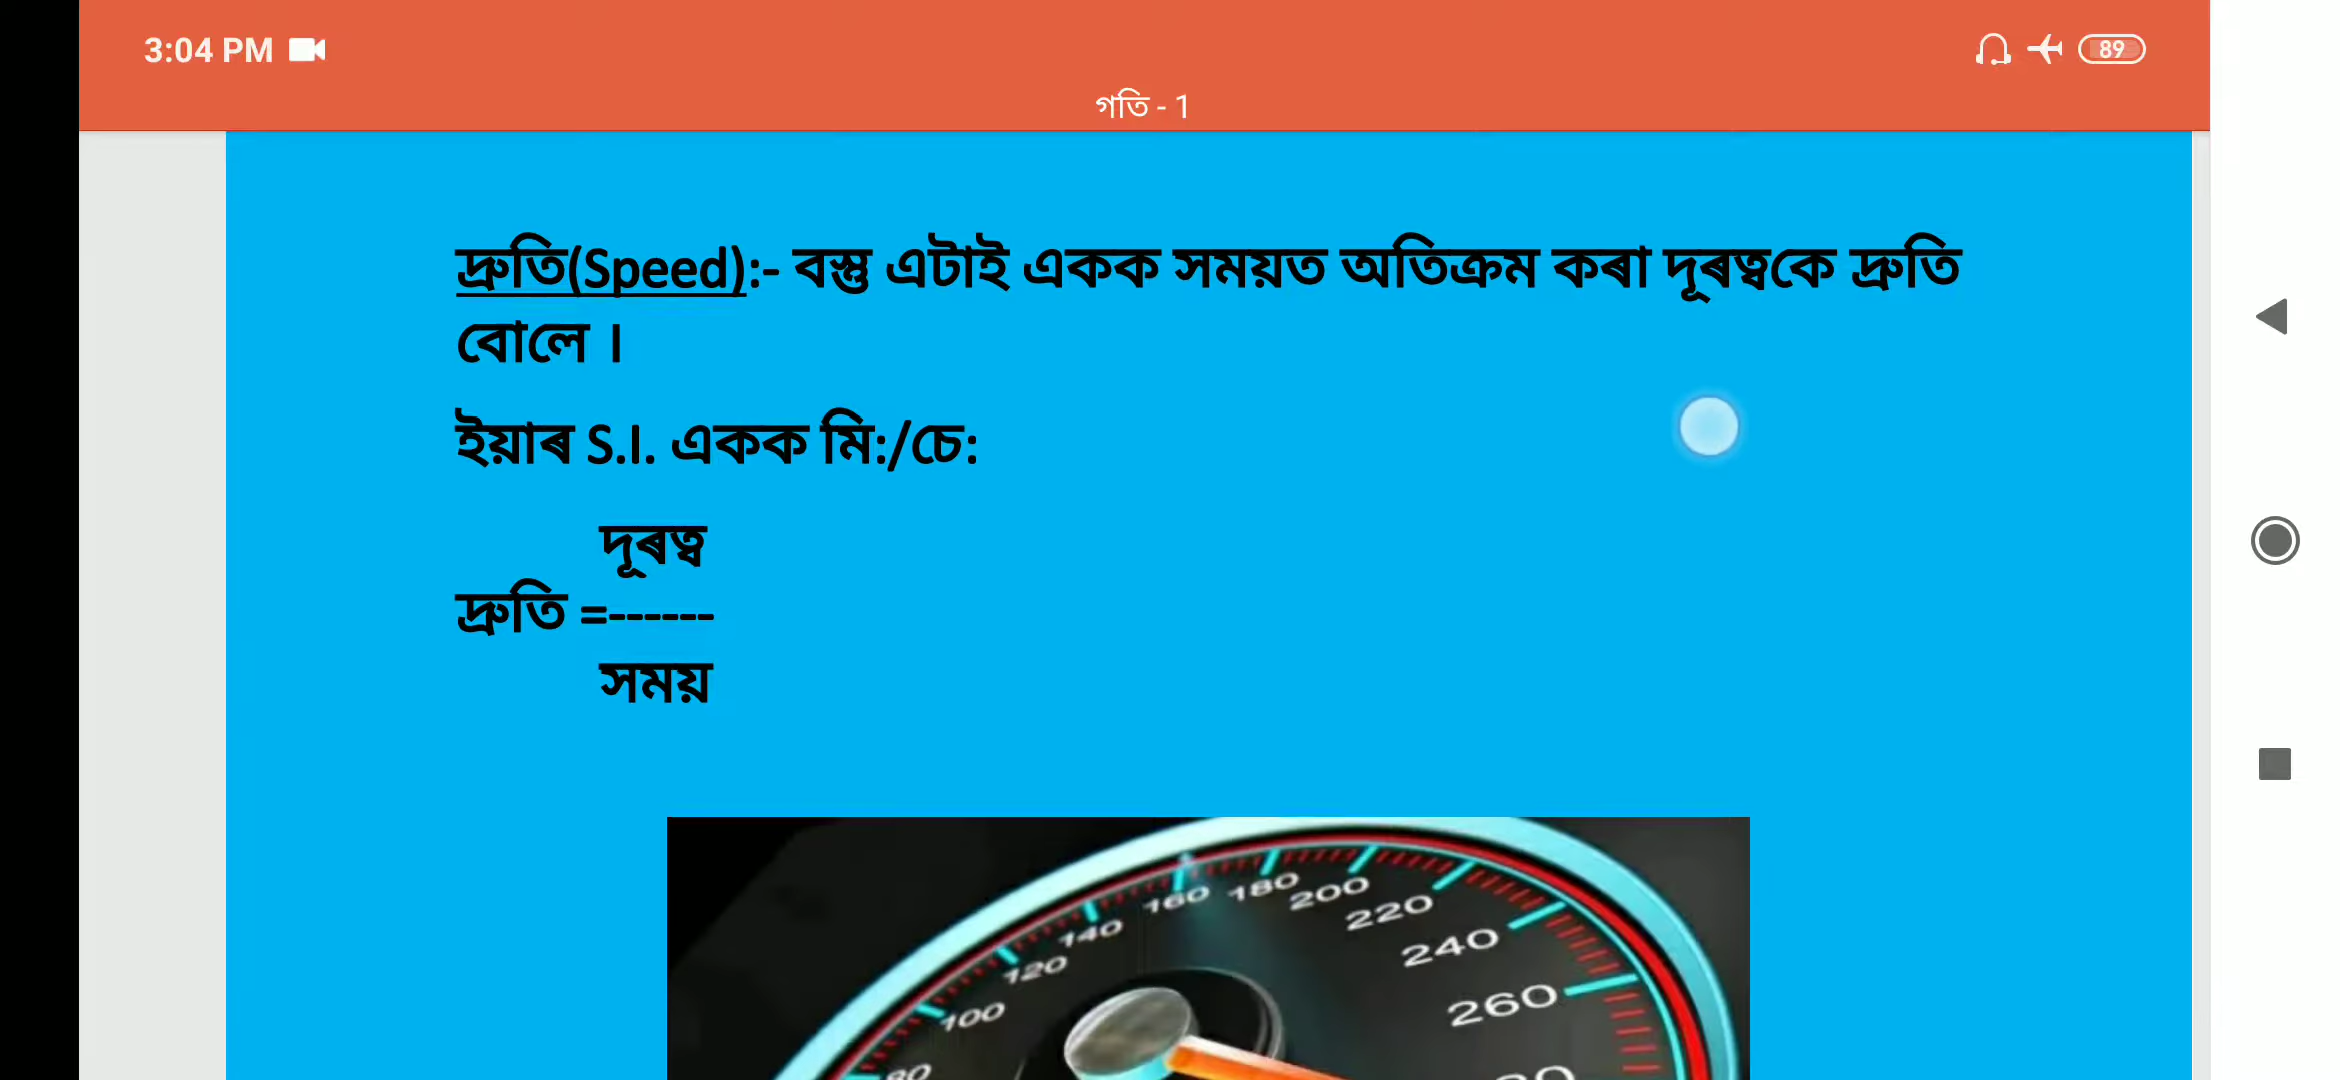 3:04 PM
89
গতি - 1
দ্ৰুতি(Speed):- বস্তু এটাই একক সময়ত অতিক্ৰম কৰা দূৰত্বকে দ্ৰুতি
বোলে ।
ইয়াৰ S.I. একক মি:/চে:
দূৰত্ব
দ্ৰুতি =------
সময়
80
100
120
140
160
180
200
220
240
260